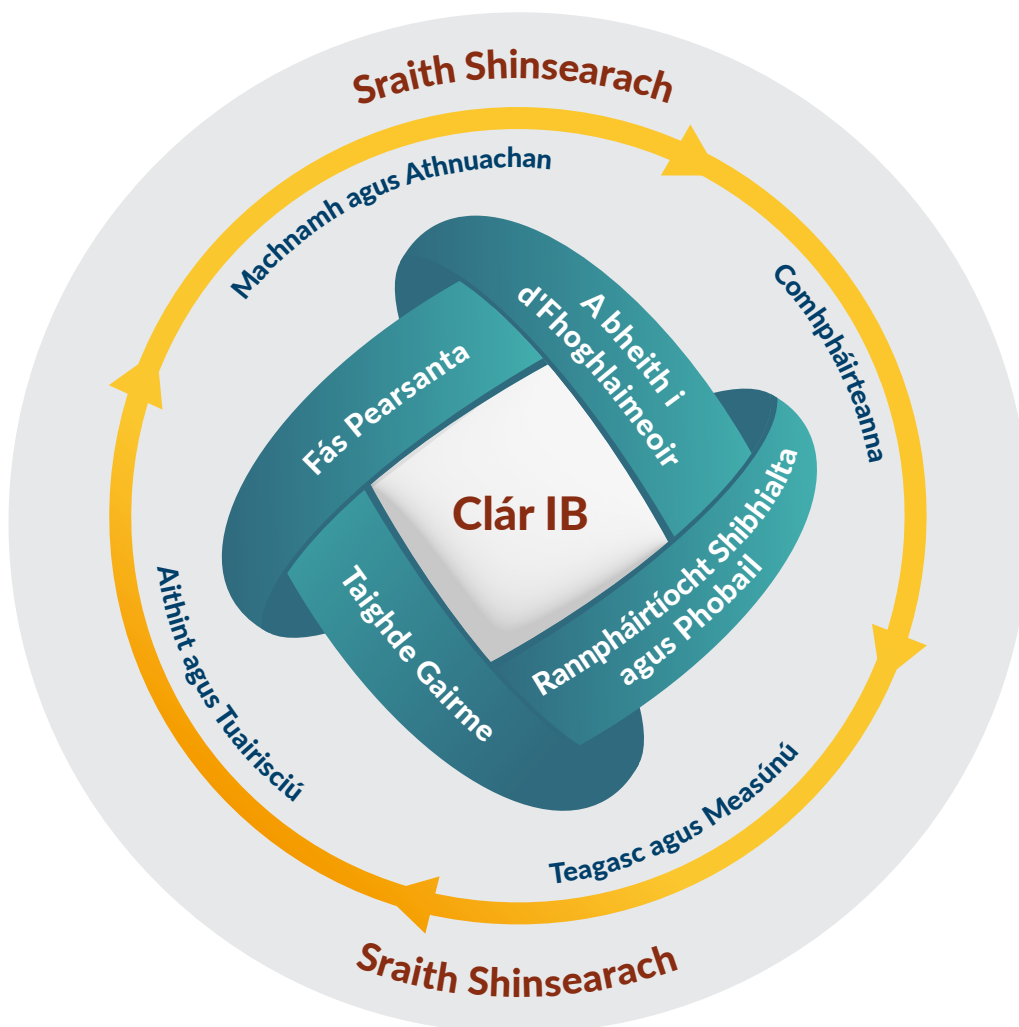 Sraith Shinsearach
Machnamh agus Athnuachan
Comhpháirteanna
A bheith i
d'Fhoghlaimeoir
Fás Pearsanta
Clár IB
Rannpháirtíocht Shibhialta
agus Phobail
Taighde Gairme
Aithint agus Tuairisciú
Teagasc agus Measúnú
Sraith Shinsearach